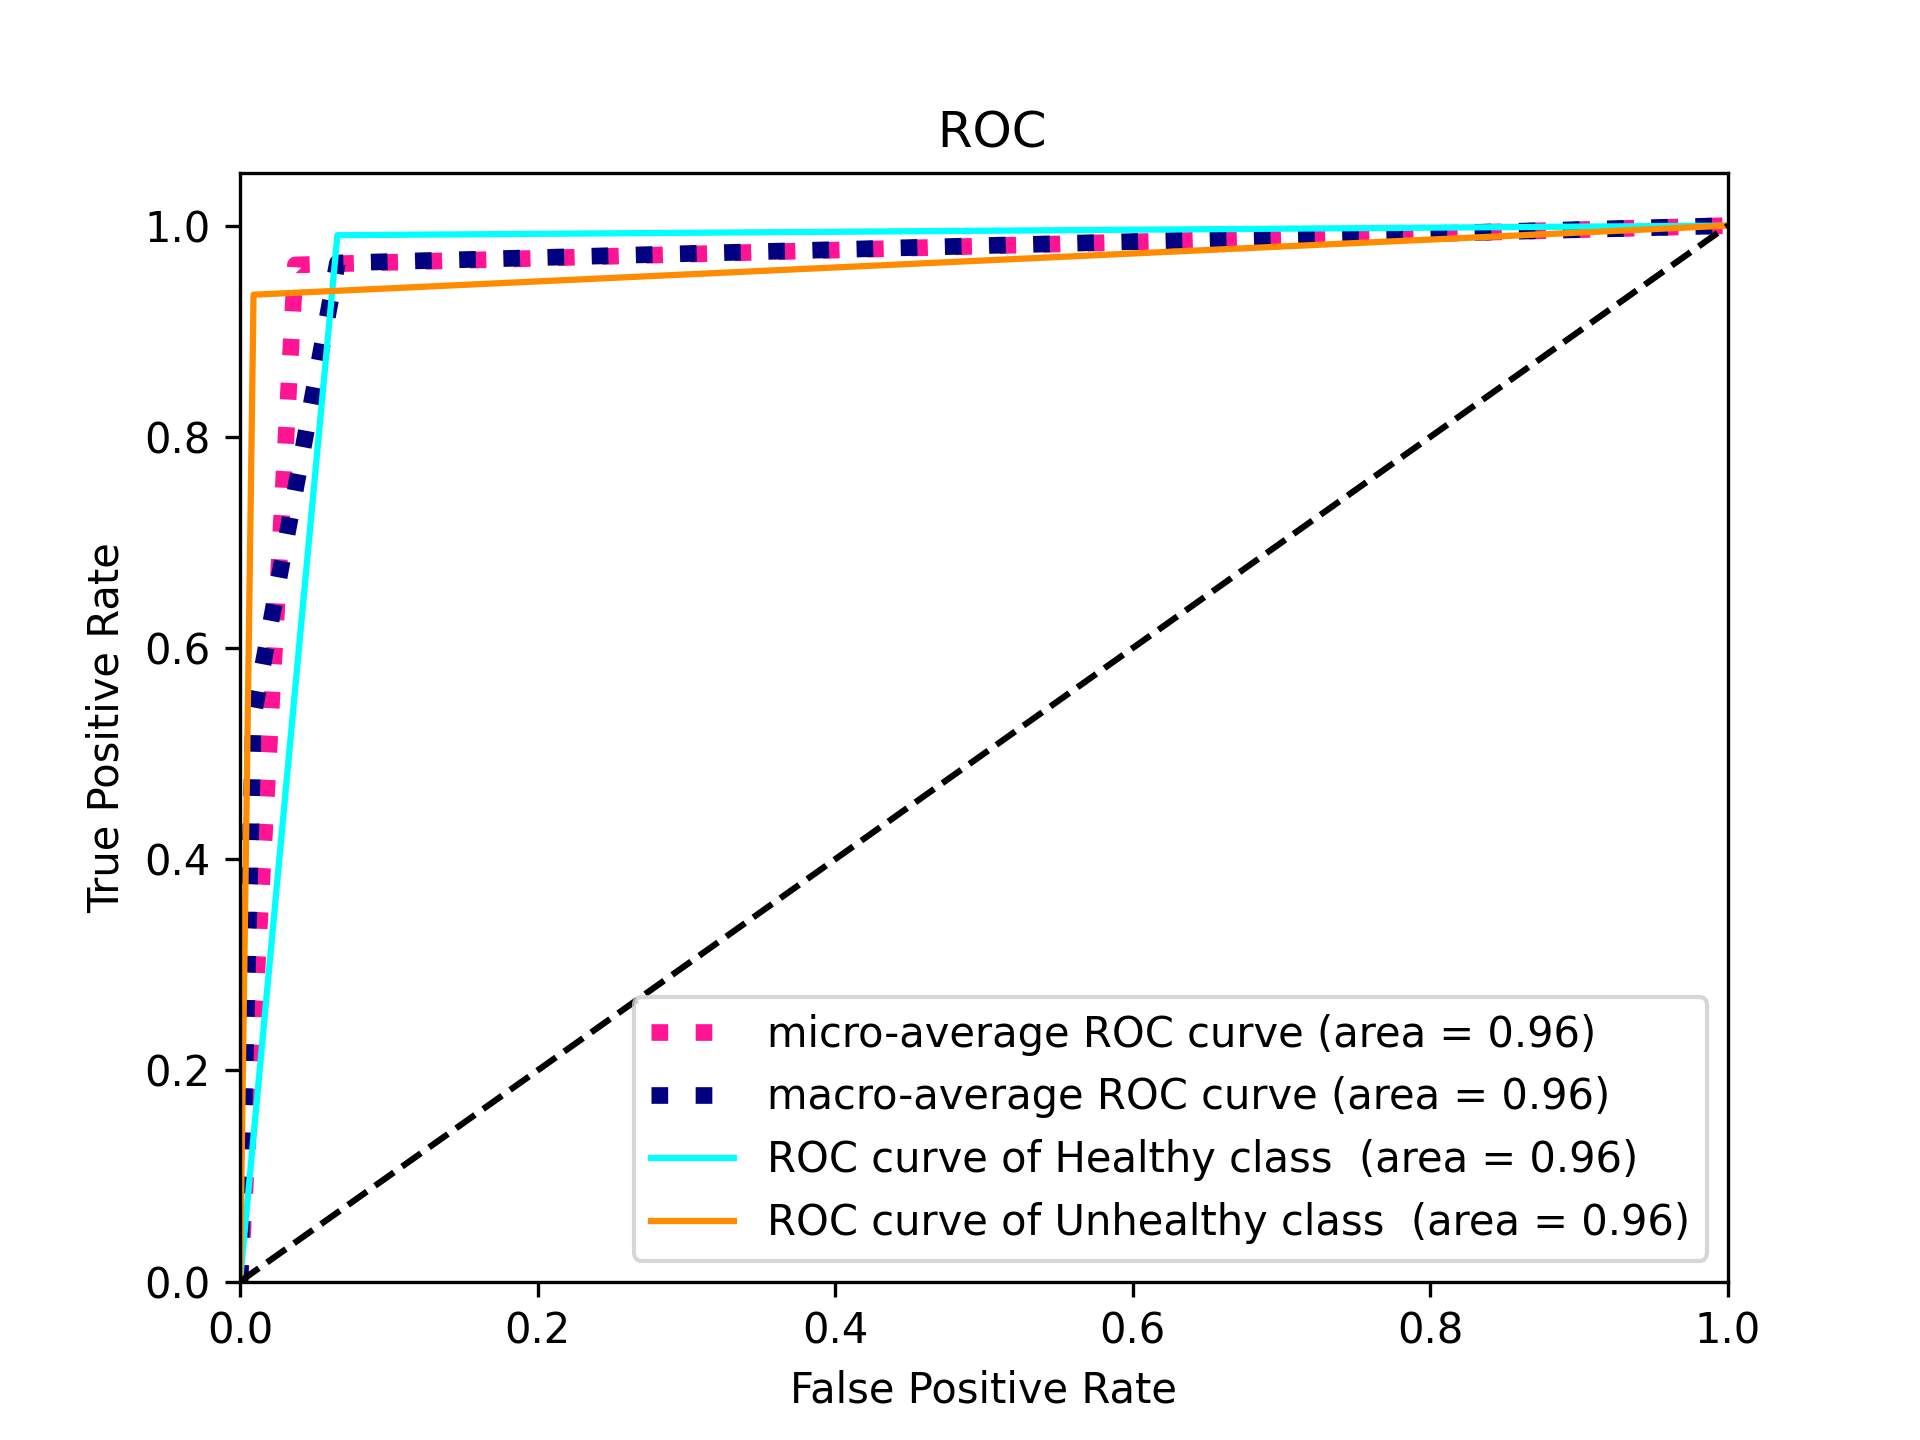 ROC
1.0
0.8
0.6
0.4
0.2
0.0
True Positive Rate
micro-average ROC curve (area = 0.96)
macro-average ROC curve (area = 0.96)
ROC curve of Healthy class  (area = 0.96)
ROC curve of Unhealthy class  (area = 0.96)
0.0 0.2 0.4 0.6 0.8 1.0
False Positive Rate